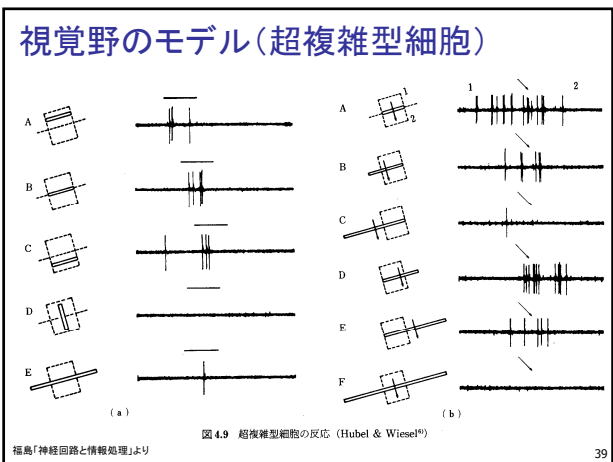 視覚野のモデル(超複雑型細胞)
A
B
C
D
E
(a)
1
2
1
2
A
B
C
D
E
F
(b)
図4.9 超複雑型細胞の反応 (Hubel & Wiesel⁶⁾)
福島「神経回路と情報処理」より
39